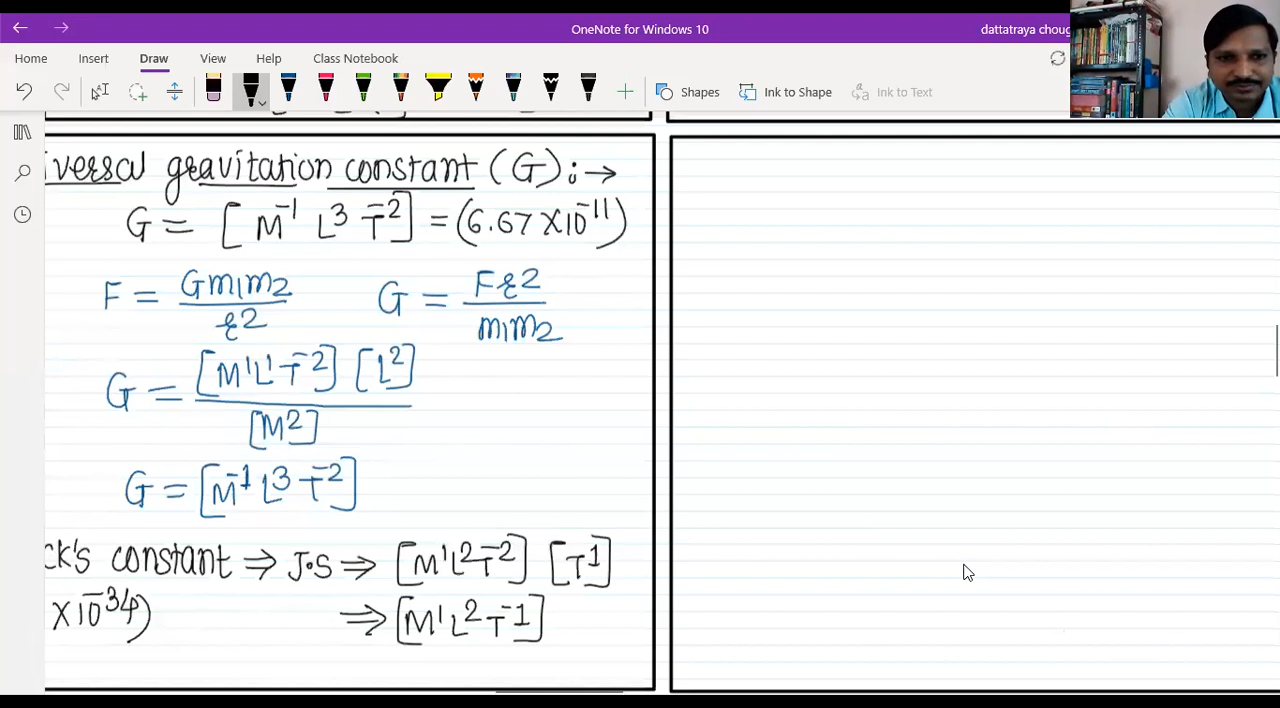 OneNote for Windows 10
dattatraya choug
Home Insert Draw View Help Class Notebook
Shapes Ink to Shape Ink to Text
iversal gravitation constant (G):→
G = [M⁻¹ L³ T⁻²] = (6.67×10⁻¹¹)
F = Gm₁m₂/r² G = Fr²/m₁m₂
G = [M¹L¹T⁻²] [L²]/[M²]
G = [M⁻¹ L³ T⁻²]
ck's constant ⇒ J·S ⇒ [M¹L²T⁻²] [T¹]
×10⁻³⁴) ⇒ [M¹L²T⁻¹]